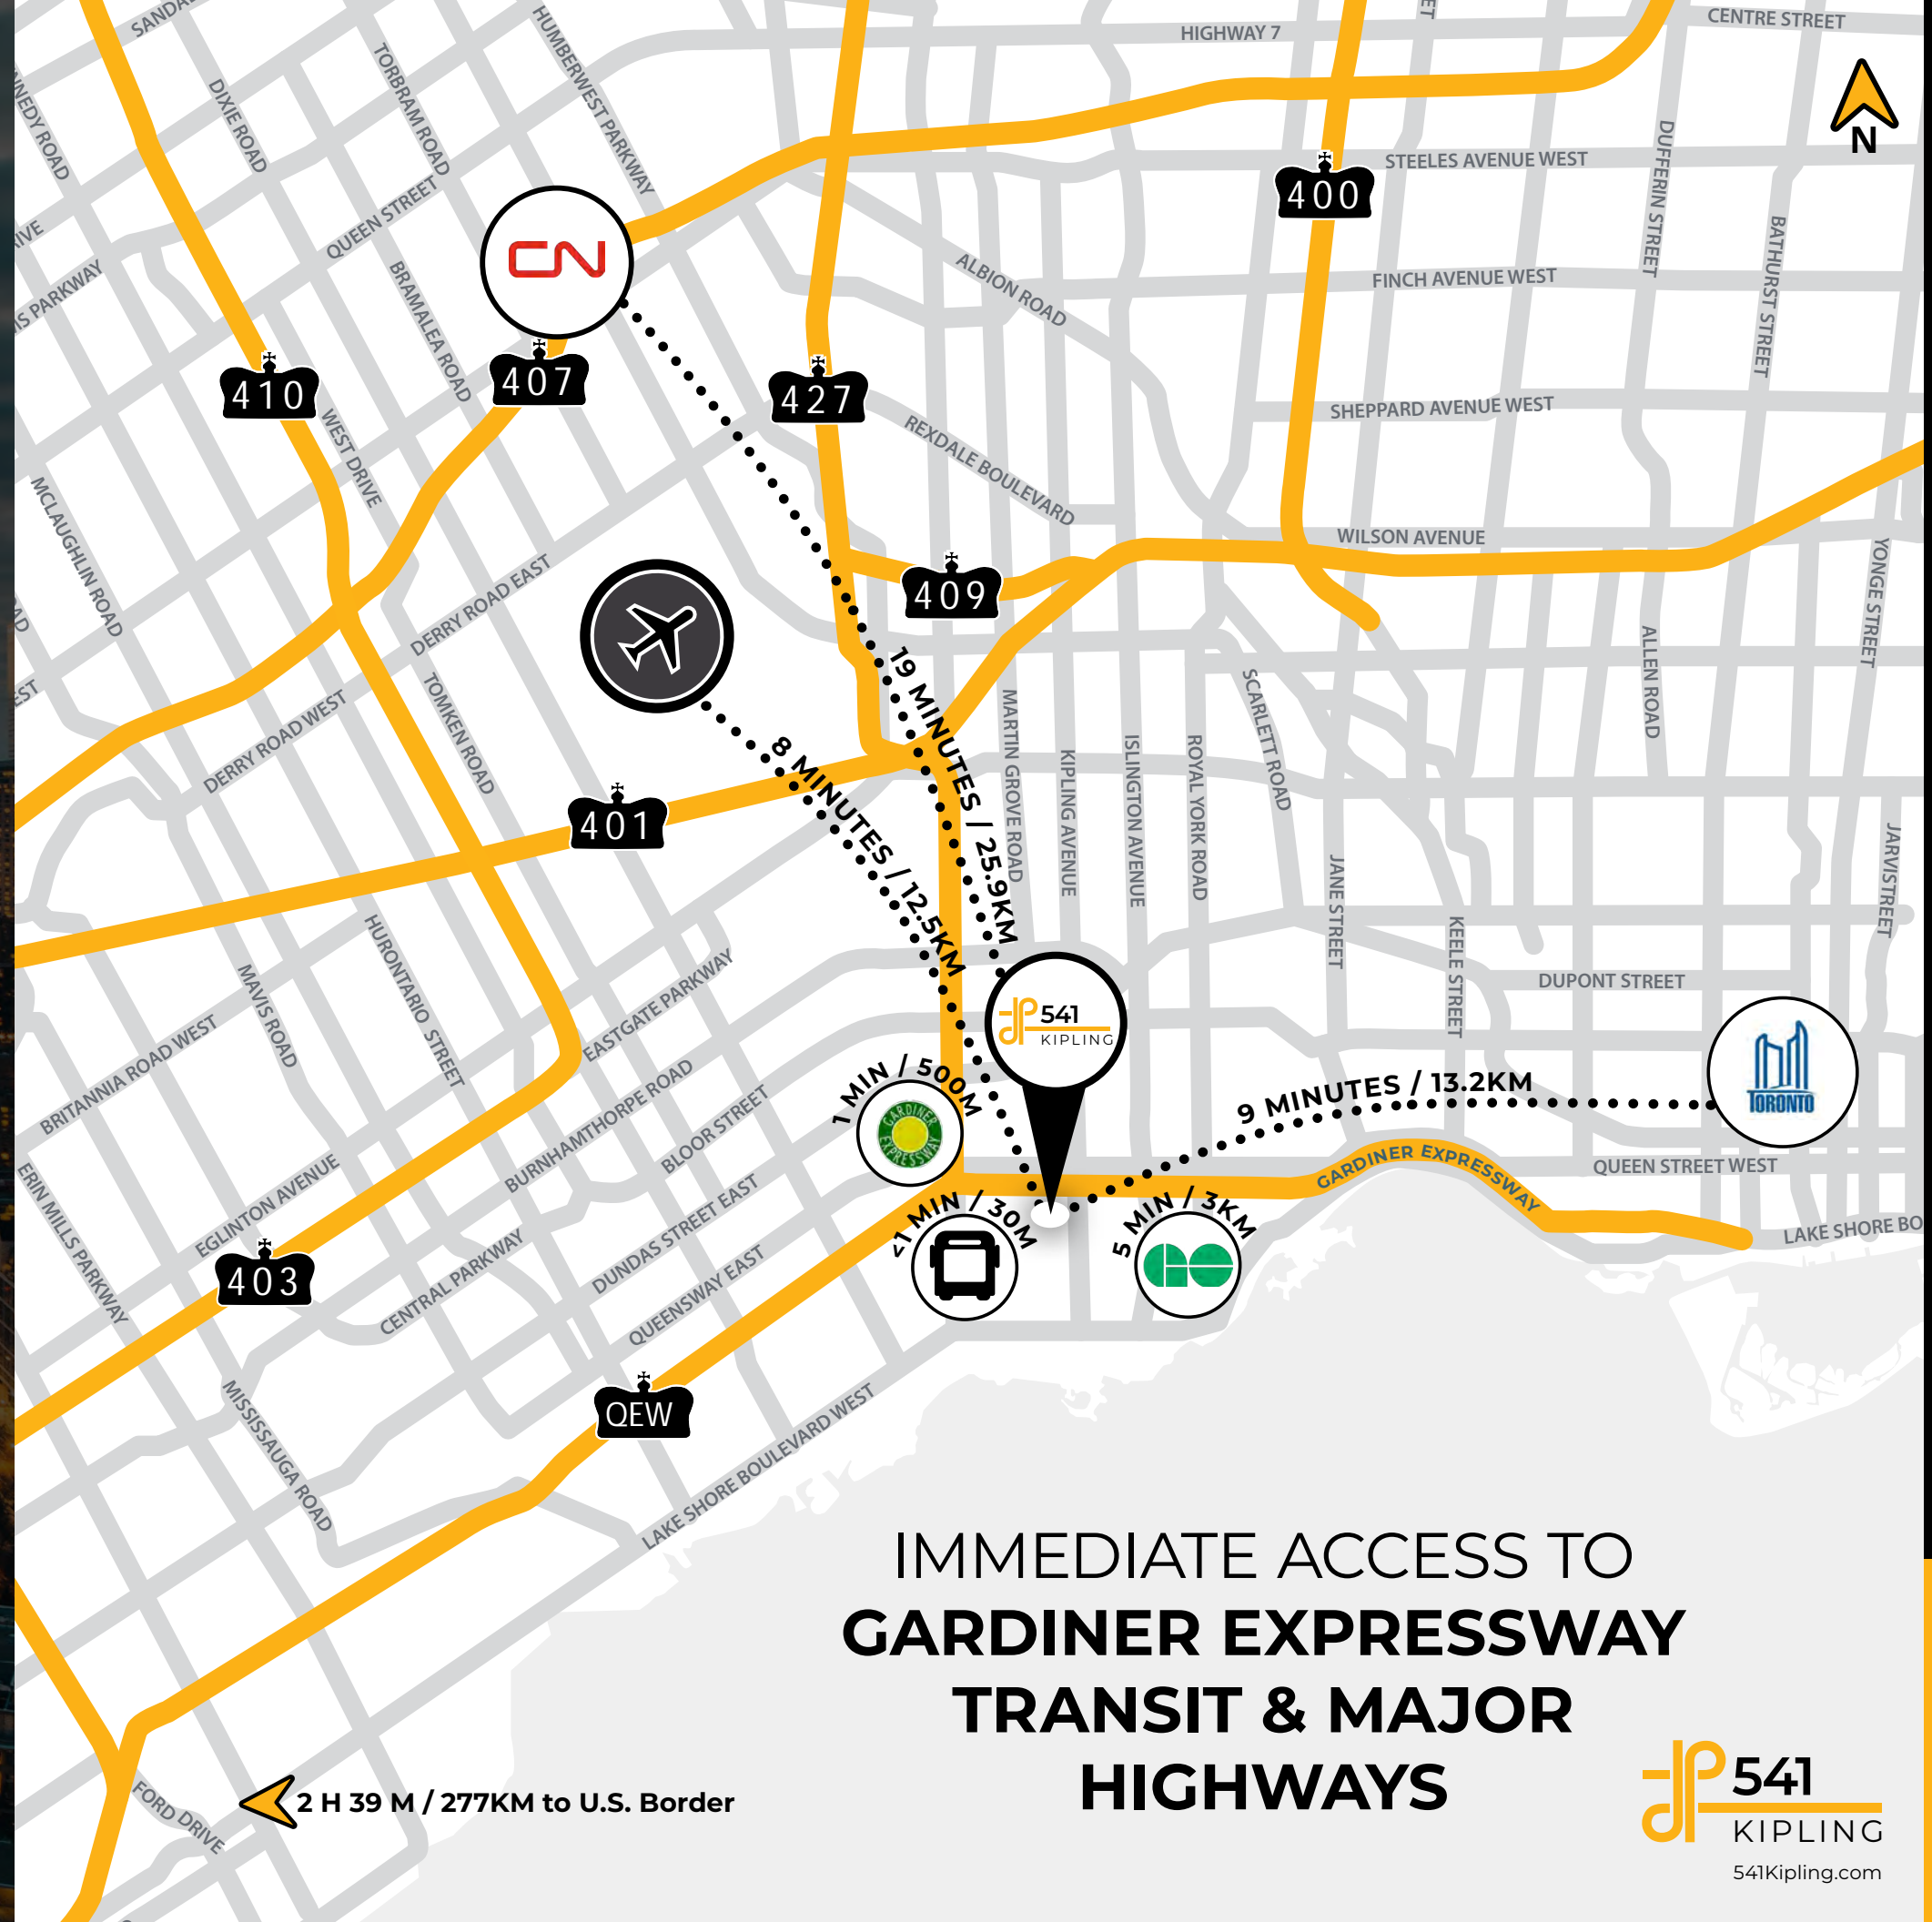 HIGHWAY 7
CENTRE STREET
HUMBERWEST PARKWAY
TORBRAM ROAD
DIXIE ROAD
N
STEELES AVENUE WEST
400
DUFFERIN STREET
BATHURST STREET
QUEEN STREET
CN
ALBION ROAD
FINCH AVENUE WEST
BRAMALEA ROAD
410
407
427
WEST DRIVE
SHEPPARD AVENUE WEST
REXDALE BOULEVARD
MCLAUGHLIN ROAD
WILSON AVENUE
YONGE STREET
409
DERRY ROAD EAST
19 MINUTES / 25.9KM
ALLEN ROAD
SCARLETT ROAD
DERRY ROAD WEST
TOMKEN ROAD
MARTIN GROVE ROAD
KIPLING AVENUE
ISLINGTON AVENUE
ROYAL YORK ROAD
8 MINUTES / 12.5KM
401
JANE STREET
JARVISTREET
KEELE STREET
HURONTARIO STREET
MAVIS ROAD
EASTGATE PARKWAY
DUPONT STREET
541
KIPLING
BRITANNIA ROAD WEST
1 MIN / 500M
GARDINER
EXPRESSWAY
9 MINUTES / 13.2KM
TORONTO
BURNHAMTHORPE ROAD
BLOOR STREET
GARDINER EXPRESSWAY
QUEEN STREET WEST
ERIN MILLS PARKWAY
EGLINTON AVENUE
<1 MIN / 30M
5 MIN / 3KM
GO
LAKE SHORE BO
DUNDAS STREET EAST
CENTRAL PARKWAY
QUEENSWAY EAST
403
QEW
MISSISSAUGA ROAD
LAKE SHORE BOULEVARD WEST
IMMEDIATE ACCESS TO
GARDINER EXPRESSWAY
TRANSIT & MAJOR
HIGHWAYS
2 H 39 M / 277KM to U.S. Border
FORD DRIVE
541
KIPLING
541Kipling.com